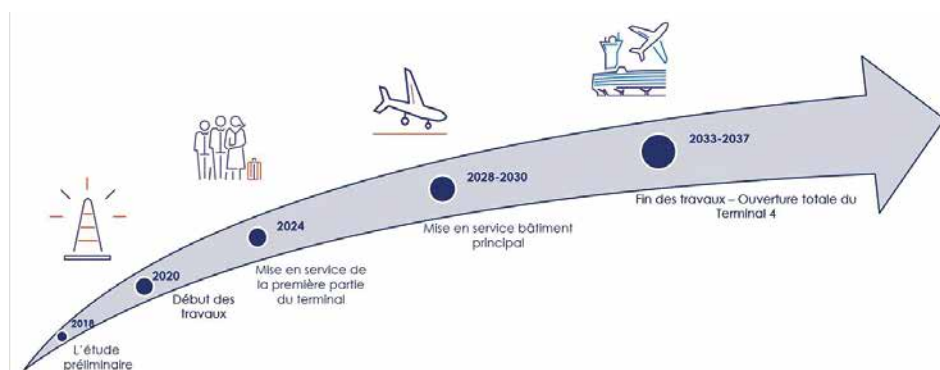 2018
L'étude
préliminaire
2020
Début des
travaux
2024
Mise en service de
la première partie
du terminal
2028-2030
Mise en service bâtiment
principal
2033-2037
Fin des travaux – Ouverture totale du
Terminal 4